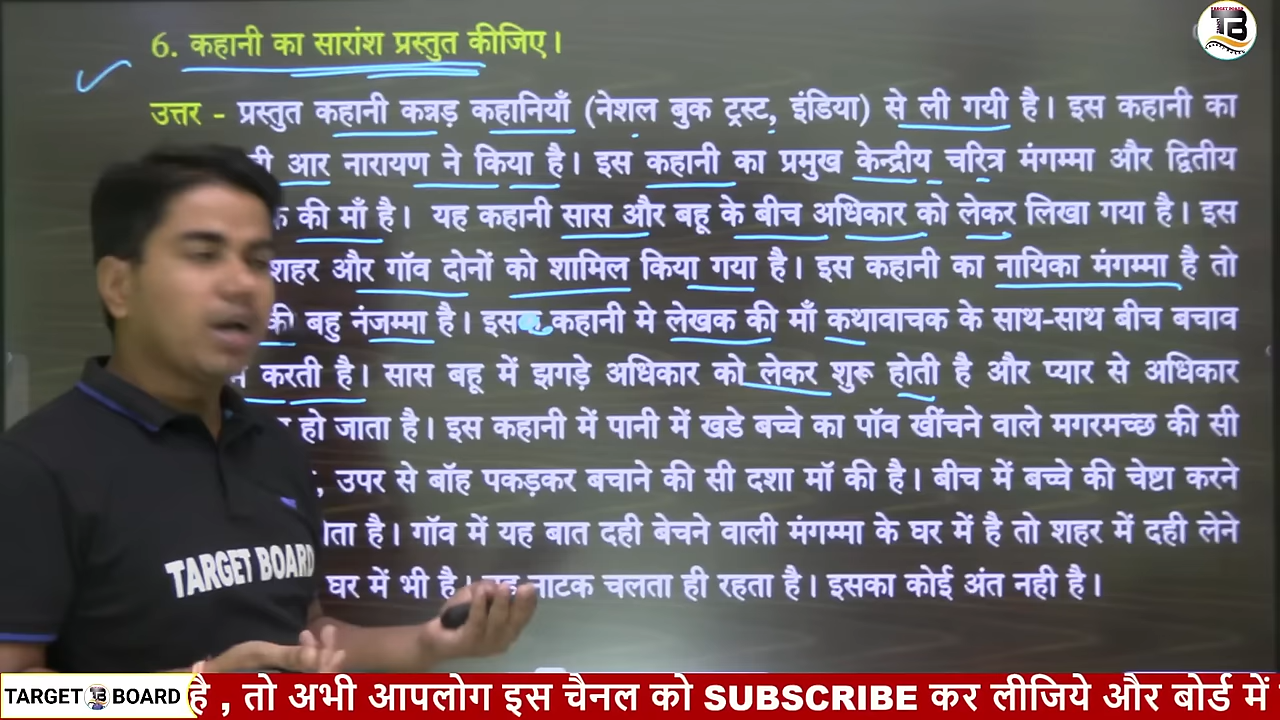 TARGET BOARD
TB
6. कहानी का सारांश प्रस्तुत कीजिए।
उत्तर - प्रस्तुत कहानी कन्नड़ कहानियाँ (नेशल बुक ट्रस्ट, इंडिया) से ली गयी है। इस कहानी का
आर नारायण ने किया है। इस कहानी का प्रमुख केन्द्रीय चरित्र मंगम्मा और द्वितीय
की माँ है। यह कहानी सास और बहू के बीच अधिकार को लेकर लिखा गया है। इस
शहर और गॉव दोनों को शामिल किया गया है। इस कहानी का नायिका मंगम्मा है तो
की बहु नंजम्मा है। इस कहानी मे लेखक की माँ कथावाचक के साथ-साथ बीच बचाव
करती है। सास बहू में झगड़े अधिकार को लेकर शुरू होती है और प्यार से अधिकार
हो जाता है। इस कहानी में पानी में खडे बच्चे का पॉव खींचने वाले मगरमच्छ की सी
, उपर से बॉह पकड़कर बचाने की सी दशा मॉ की है। बीच में बच्चे की चेष्टा करने
है। गॉव में यह बात दही बेचने वाली मंगम्मा के घर में है तो शहर में दही लेने
घर में भी है। नाटक चलता ही रहता है। इसका कोई अंत नही है।
TARGET BOARD
TARGET TB BOARD है , तो अभी आपलोग इस चैनल को SUBSCRIBE कर लीजिये और बोर्ड में